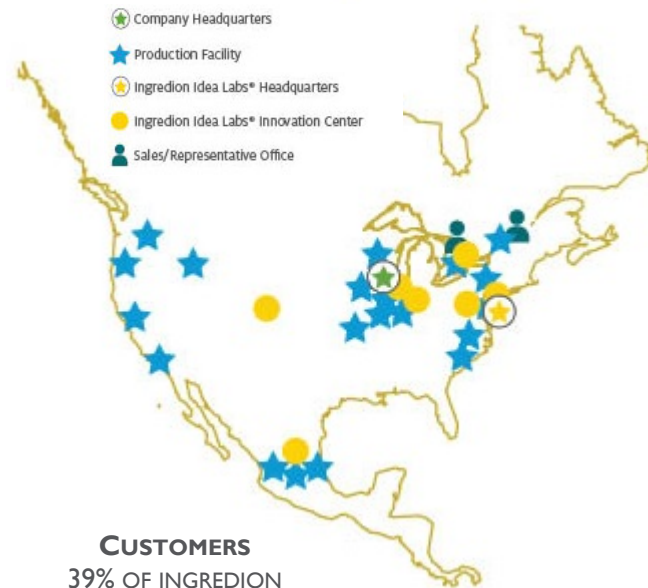 Company Headquarters
Production Facility
Ingredion Idea Labs® Headquarters
Ingredion Idea Labs® Innovation Center
Sales/Representative Office
CUSTOMERS
39% OF INGREDION